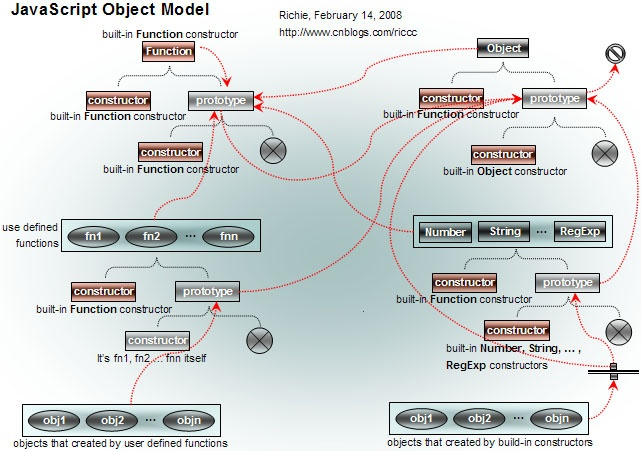 JavaScript Object Model
Richie, February 14, 2008
http://www.cnblogs.com/riccc
built-in Function constructor
Function
constructor
prototype
built-in Function constructor
constructor
built-in Function constructor
Object
constructor
prototype
built-in Function constructor
constructor
built-in Object constructor
use defined
functions
fn1 fn2 ... fnn
constructor
prototype
built-in Function constructor
constructor
It's fn1, fn2,... fnn itself
Number String ... RegExp
constructor
prototype
built-in Function constructor
constructor
built-in Number, String, ... ,
RegExp constructors
obj1 obj2 ... objn
objects that created by user defined functions
obj1 obj2 ... objn
objects that created by build-in constructors